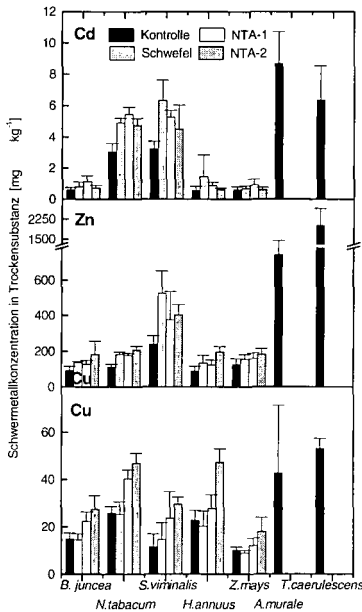 Cd
Kontrolle
NTA-1
Schwefel
NTA-2
12
10
8
6
4
2
0
Zn
2250
1500
600
400
200
0
Cu
Cu
60
40
20
0
Schwermetallkonzentration in Trockensubstanz [mg kg-1]
B. juncea S.viminalis Z.mays T.caerulescens
N.tabacum H.annuus A.murale